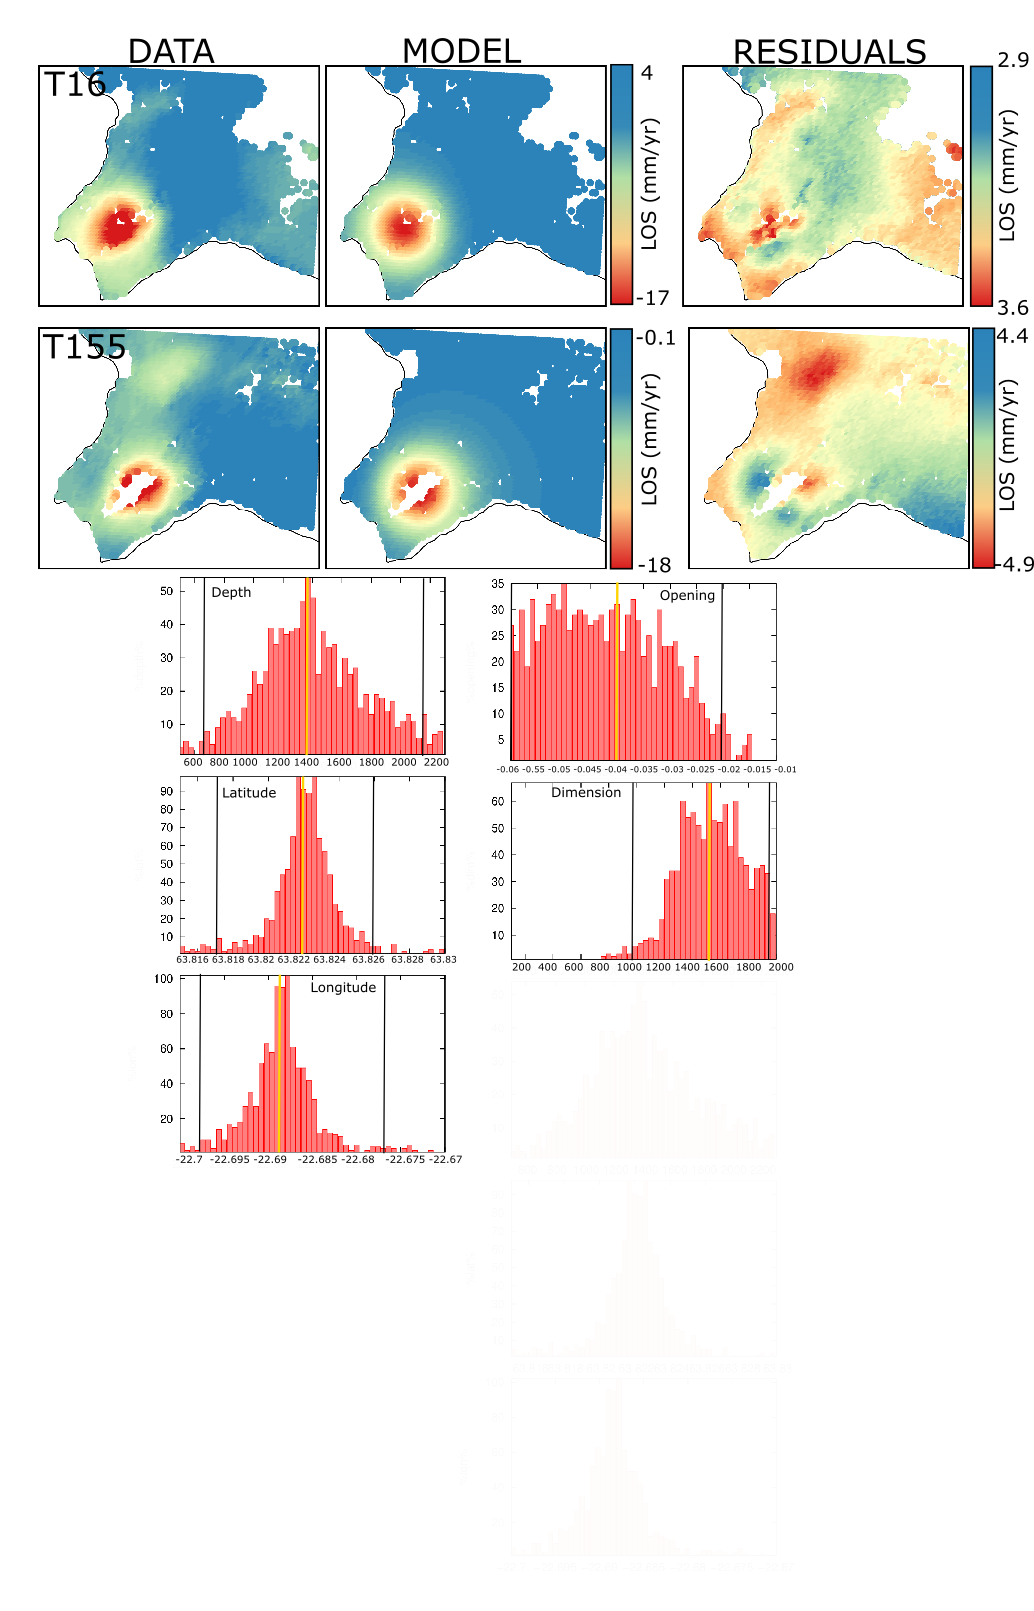 DATA MODEL RESIDUALS
T16
4
LOS (mm/yr)
-17
2.9
LOS (mm/yr)
3.6
T155
-0.1
LOS (mm/yr)
-18
4.4
LOS (mm/yr)
-4.9
Depth
50
40
30
20
10
600 800 1000 1200 1400 1600 1800 2000 2200
Opening
35
30
25
20
15
10
5
-0.06 -0.055 -0.05 -0.045 -0.04 -0.035 -0.03 -0.025 -0.02 -0.015 -0.01
Latitude
90
80
70
60
50
40
30
20
10
63.816 63.818 63.82 63.822 63.824 63.826 63.828 63.83
Dimension
60
50
40
30
20
10
200 400 600 800 1000 1200 1400 1600 1800 2000
Longitude
100
80
60
40
20
-22.7 -22.695 -22.69 -22.685 -22.68 -22.675 -22.67